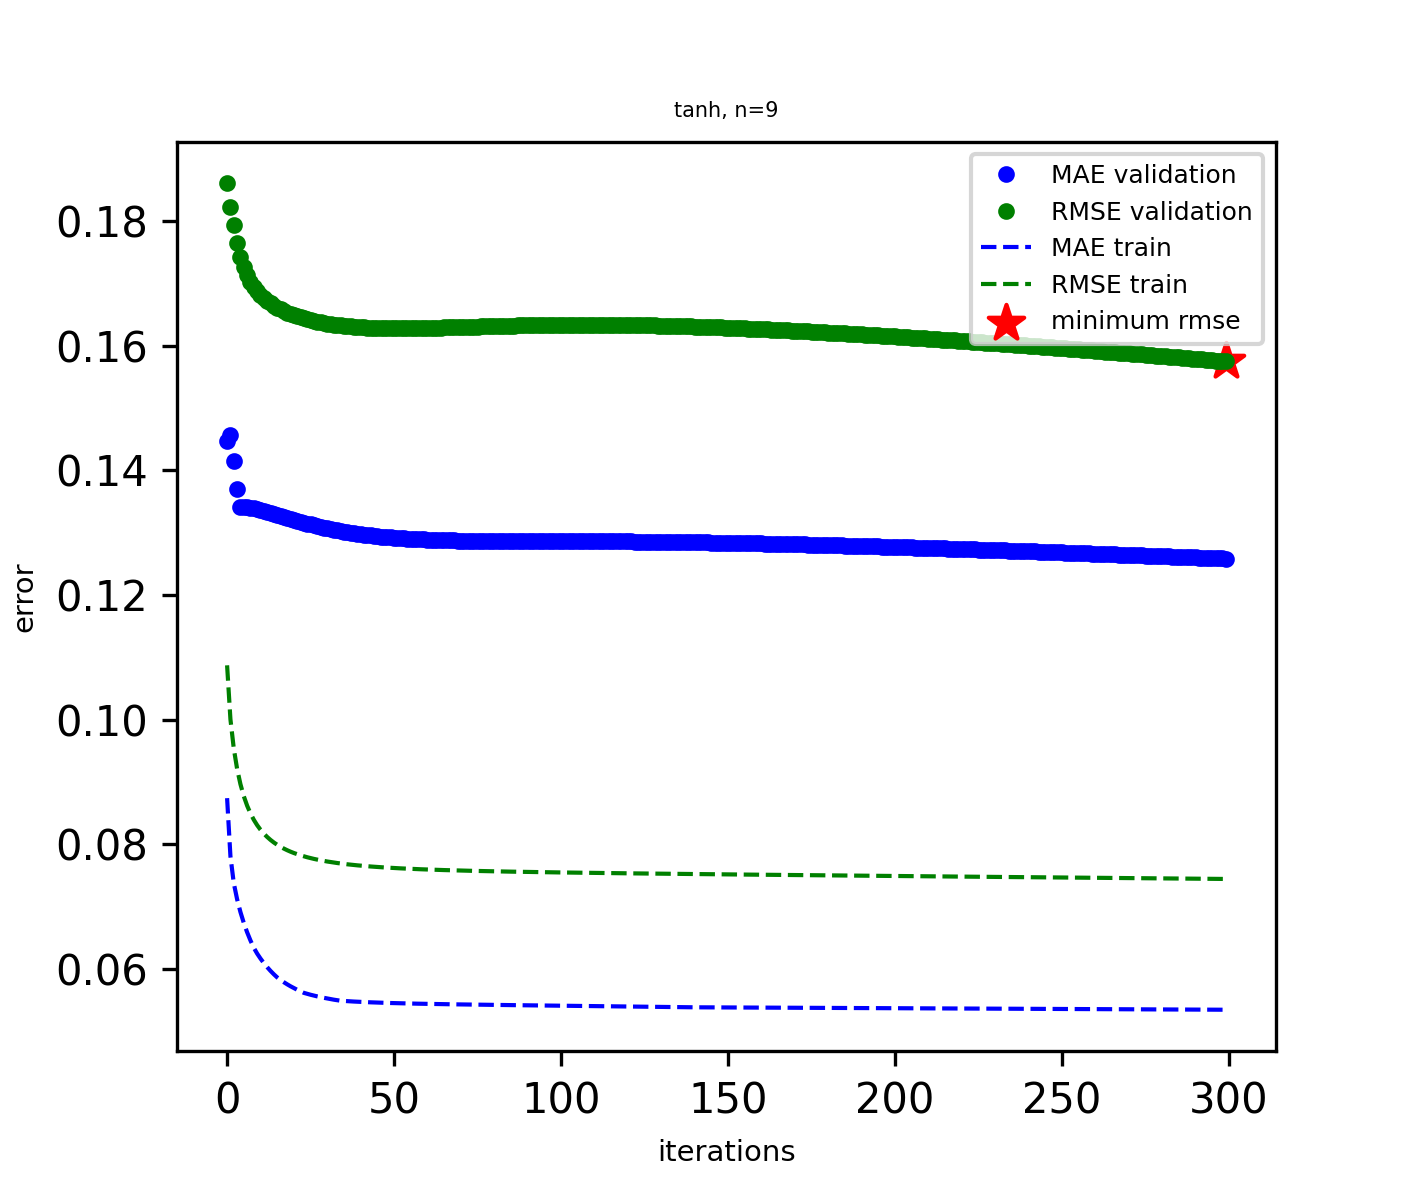 tanh, n=9
MAE validation
RMSE validation
MAE train
RMSE train
minimum rmse
0.18
0.16
0.14
0.12
0.10
0.08
0.06
error
0 50 100 150 200 250 300
iterations